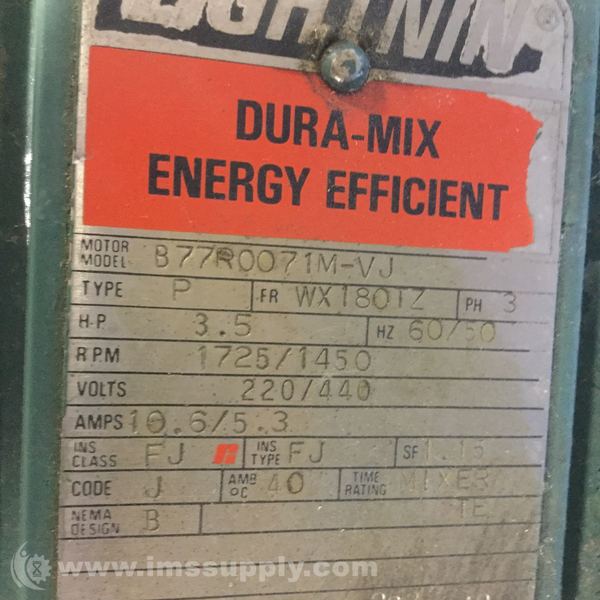 LIGHTNIN
DURA-MIX
ENERGY EFFICIENT
MOTOR MODEL B77R0071M-VJ
TYPE P FR WX180TZ PH 3
H-P 3.5 HZ 60/50
RPM 1725/1450
VOLTS 220/440
AMPS 10.6/5.3
INS CLASS FJ INS TYPE FJ SF 1.15
CODE J AMB °C 40 TIME RATING MIXER
NEMA DESIGN B TE
www.imssupply.com